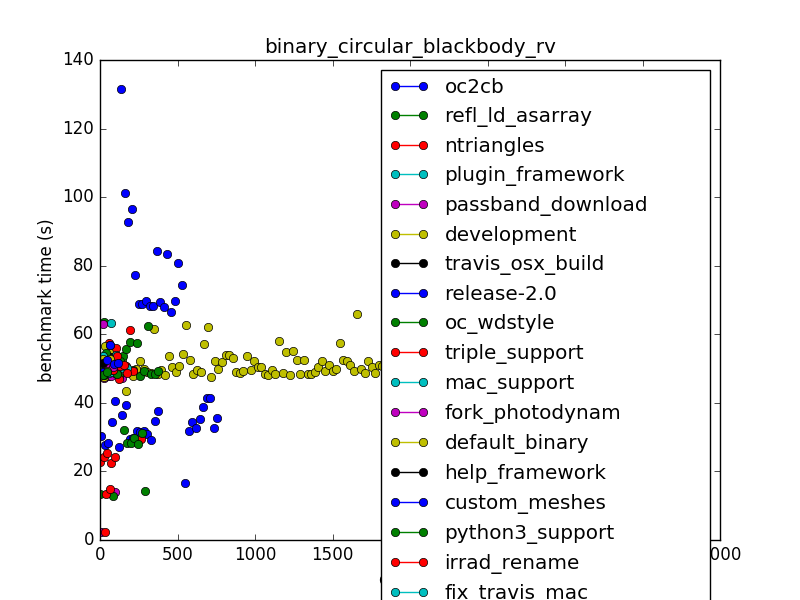 binary_circular_blackbody_rv
benchmark time (s)
140
120
100
80
60
40
20
0
0
500
1000
1500
000
oc2cb
refl_ld_asarray
ntriangles
plugin_framework
passband_download
development
travis_osx_build
release-2.0
oc_wdstyle
triple_support
mac_support
fork_photodynam
default_binary
help_framework
custom_meshes
python3_support
irrad_rename
fix_travis_mac